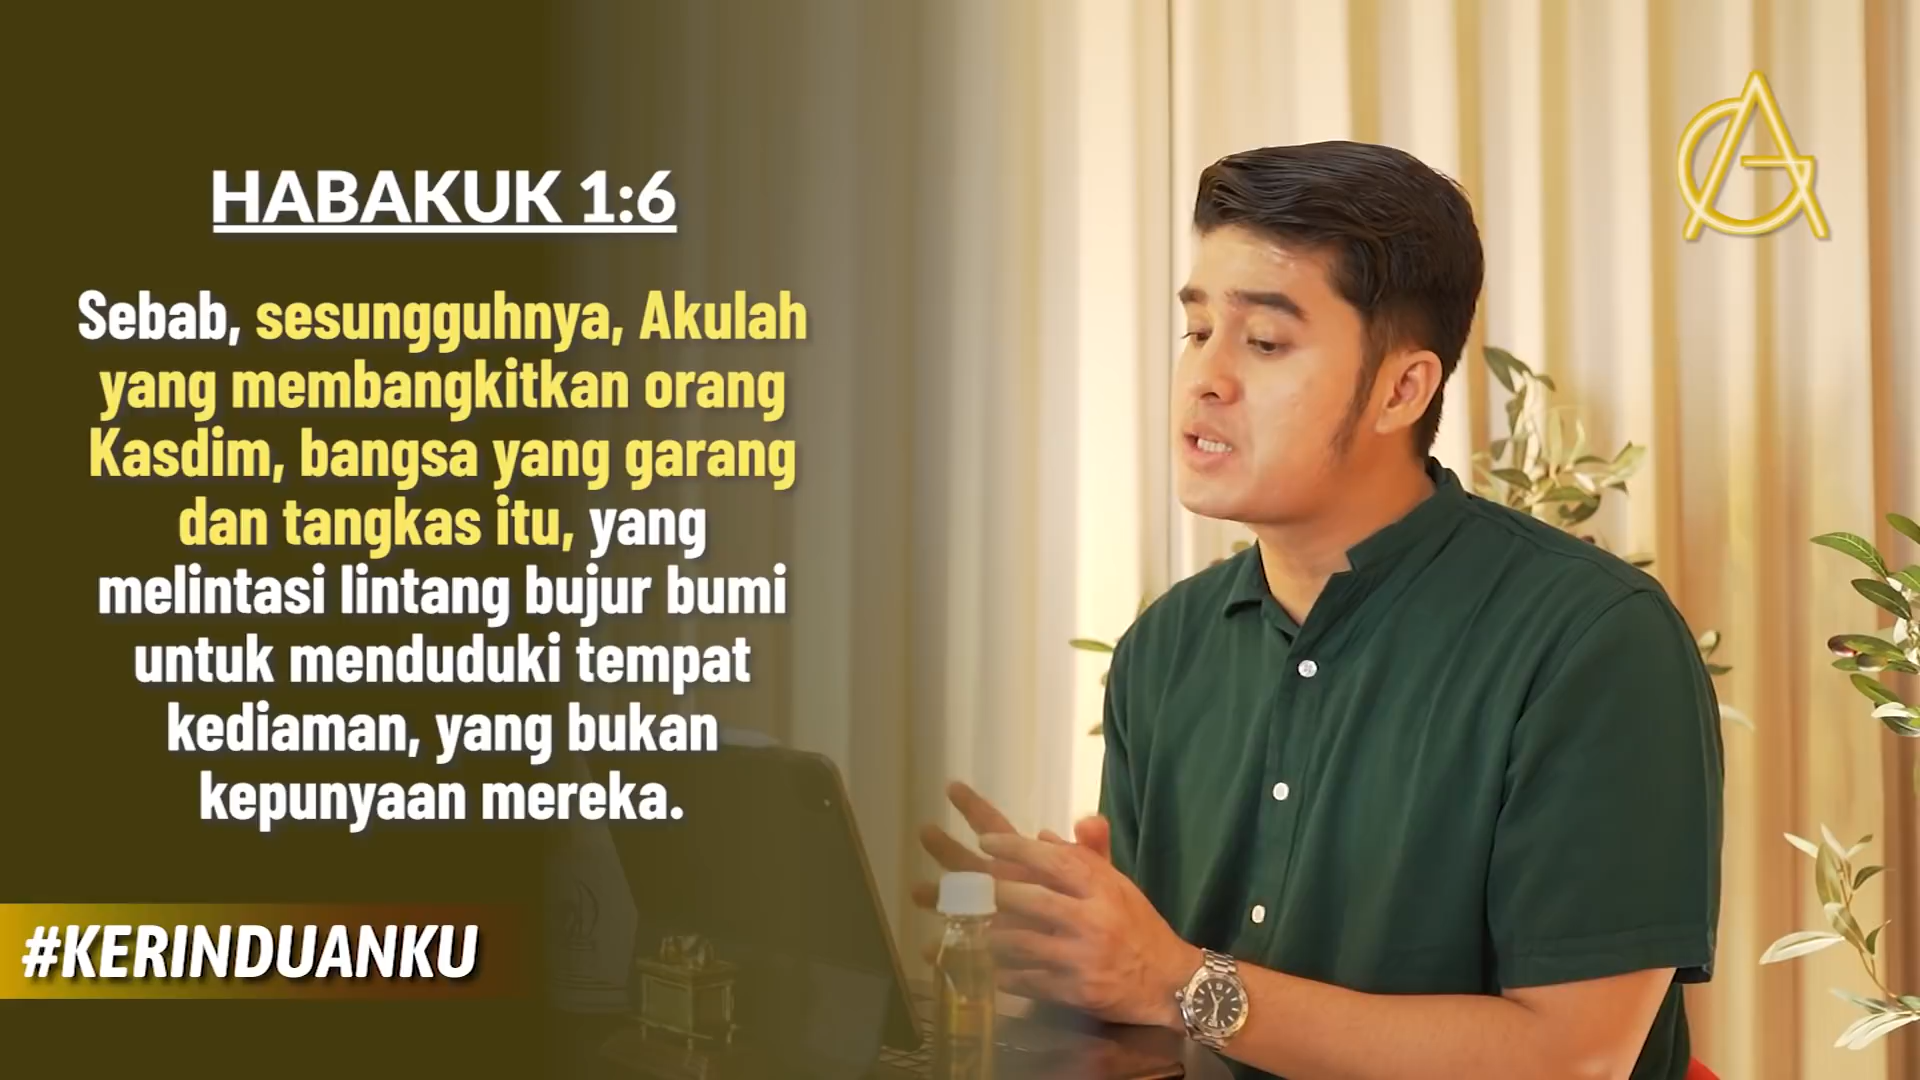 HABAKUK 1:6
Sebab, sesungguhnya, Akulah
yang membangkitkan orang
Kasdim, bangsa yang garang
dan tangkas itu, yang
melintasi lintang bujur bumi
untuk menduduki tempat
kediaman, yang bukan
kepunyaan mereka.
#KERINDUANKU